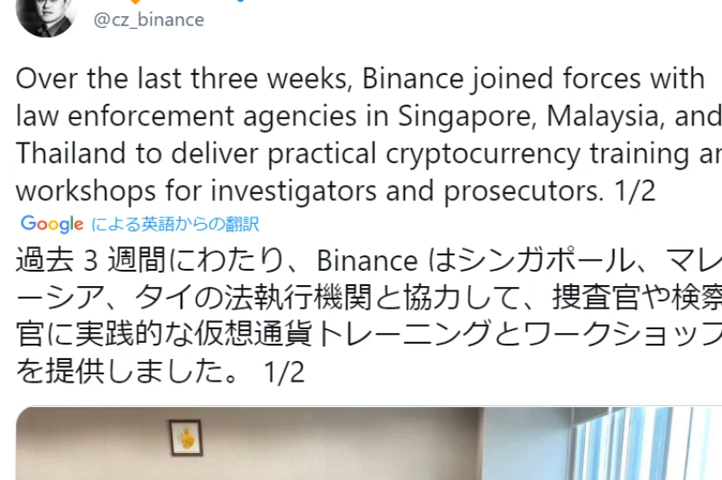 @cz_binance
Over the last three weeks, Binance joined forces with
law enforcement agencies in Singapore, Malaysia, and
Thailand to deliver practical cryptocurrency training
workshops for investigators and prosecutors. 1/2
Google による英語からの翻訳
過去 3 週間にわたり、Binance はシンガポール、マレ
ーシア、タイの法執行機関と協力して、捜査官や検察
官に実践的な仮想通貨トレーニングとワークショップ
を提供しました。 1/2